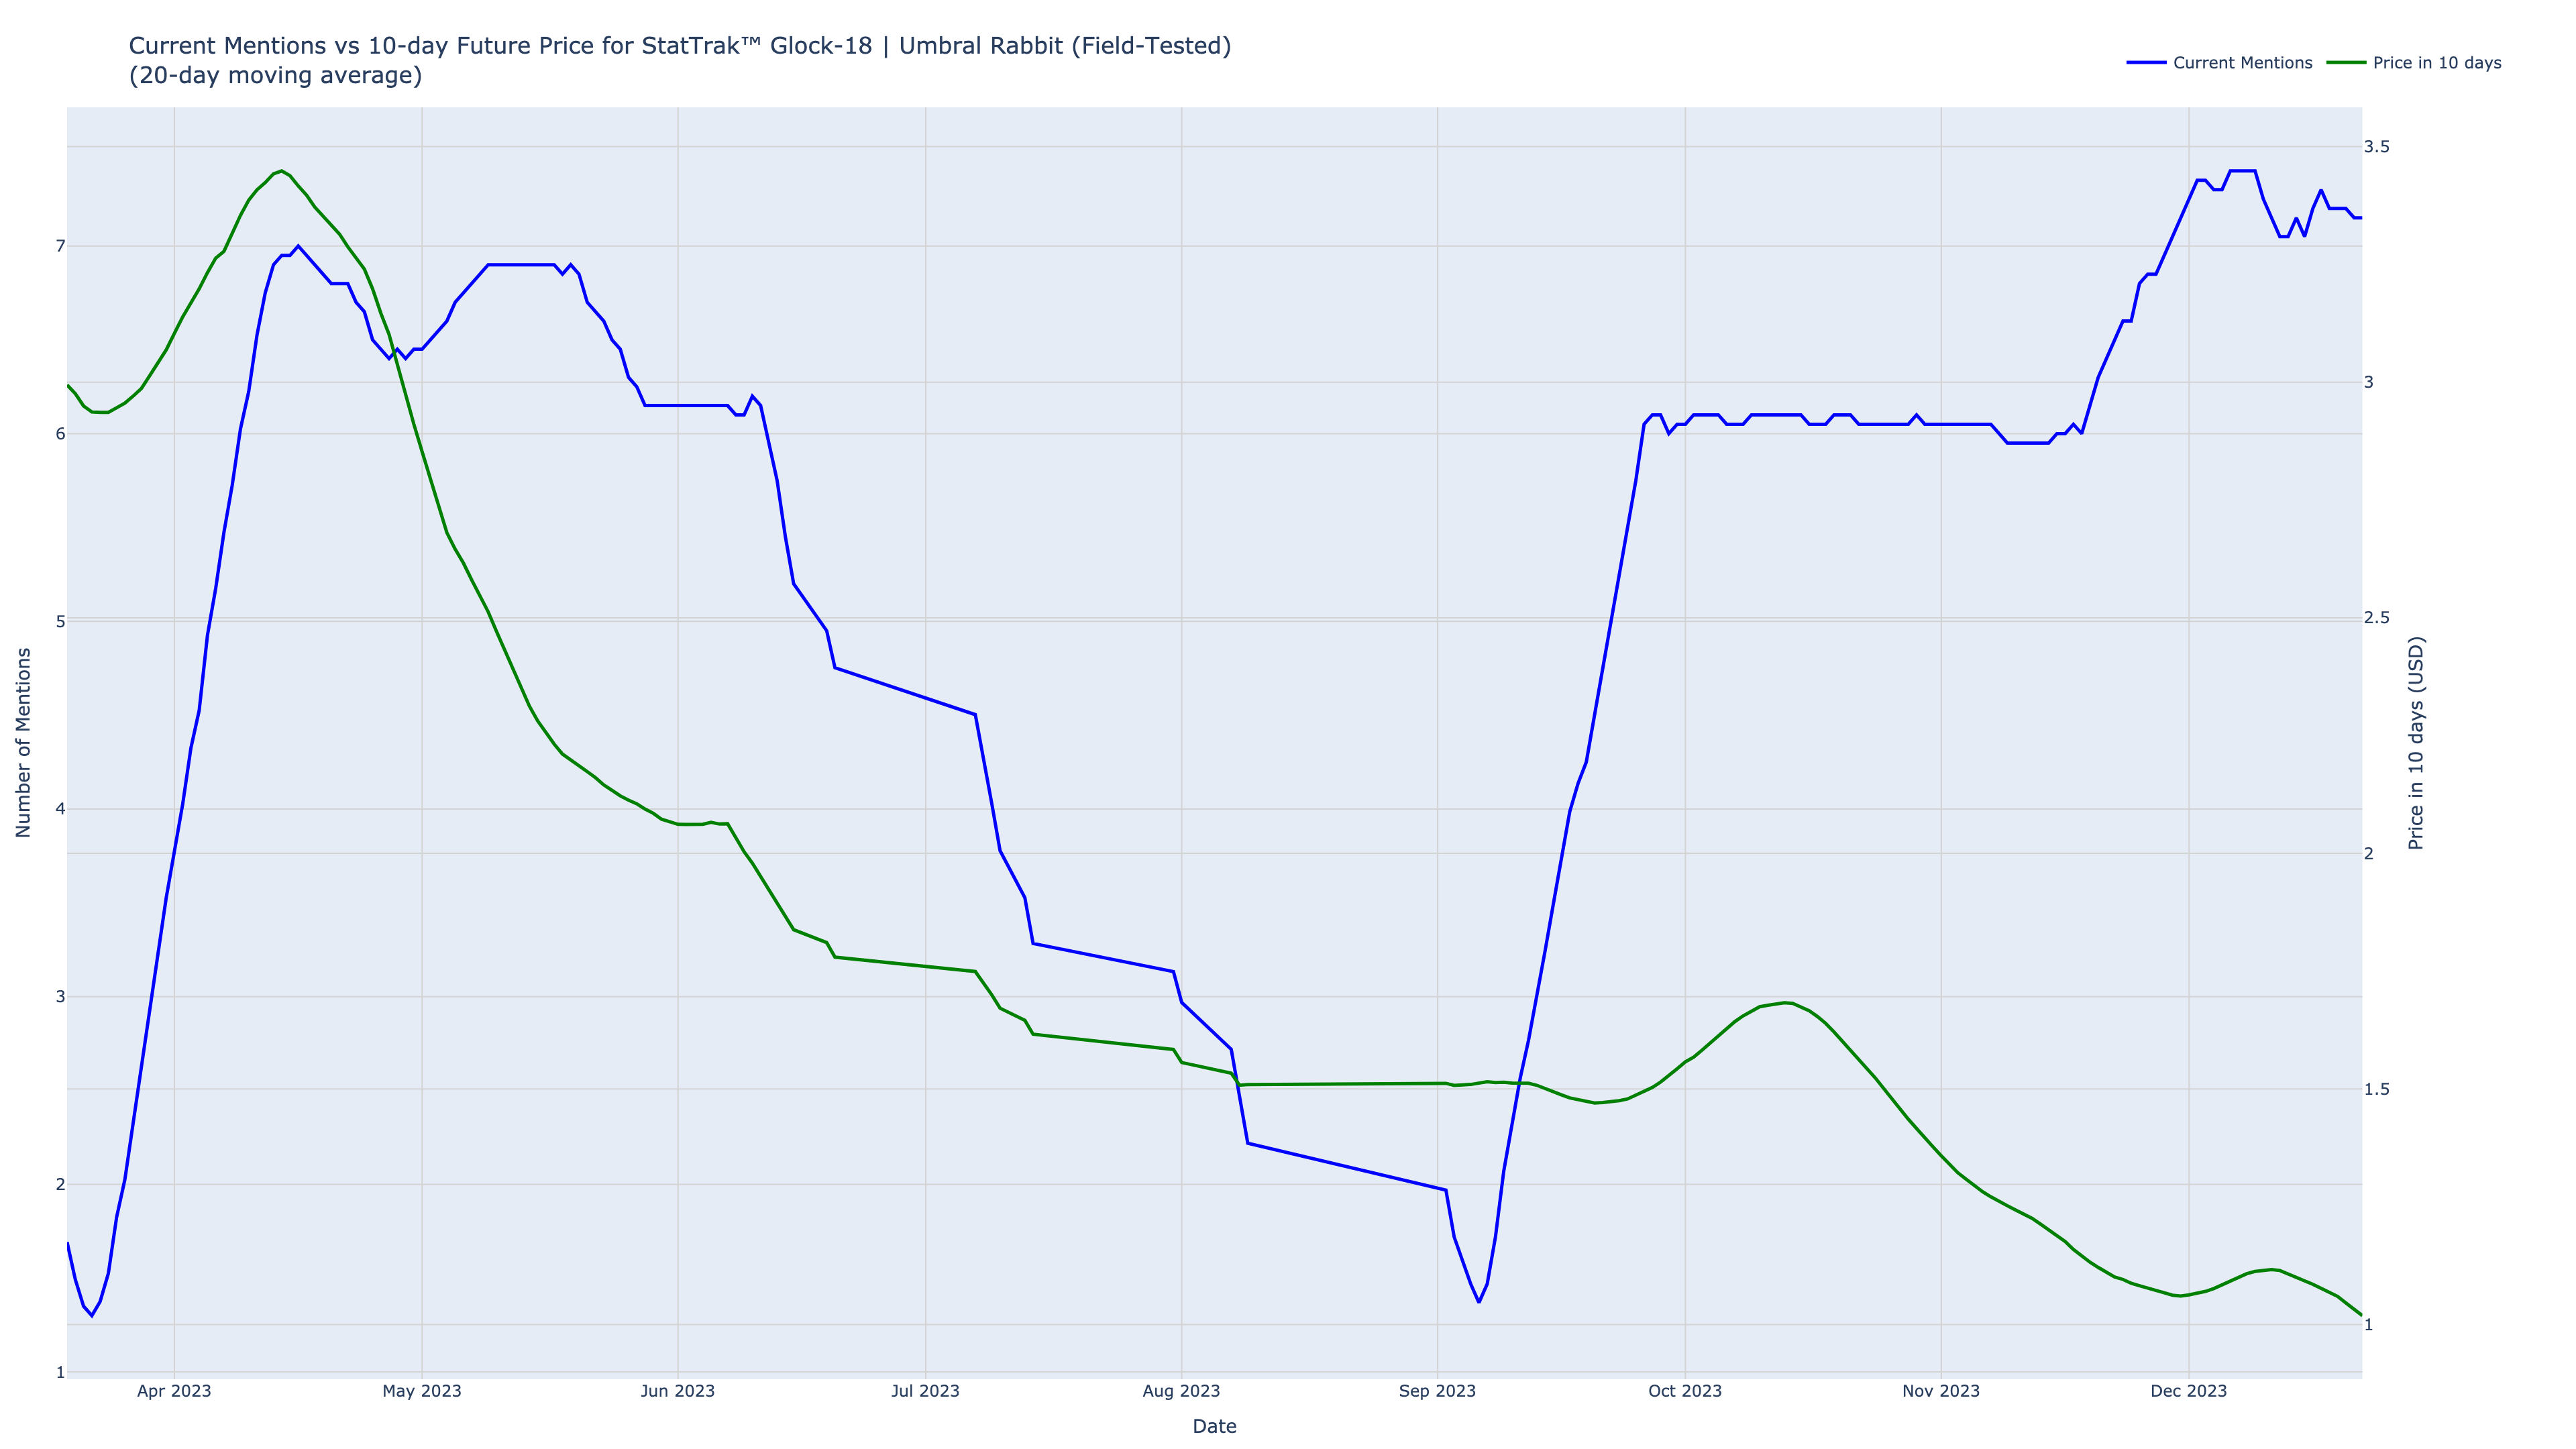 Current Mentions vs 10-day Future Price for StatTrak™ Glock-18 | Umbral Rabbit (Field-Tested)
(20-day moving average)
Current Mentions
Price in 10 days
Number of Mentions
7
6
5
4
3
2
1
3.5
3
2.5
2
1.5
1
Price in 10 days (USD)
Apr 2023
May 2023
Jun 2023
Jul 2023
Aug 2023
Sep 2023
Oct 2023
Nov 2023
Dec 2023
Date